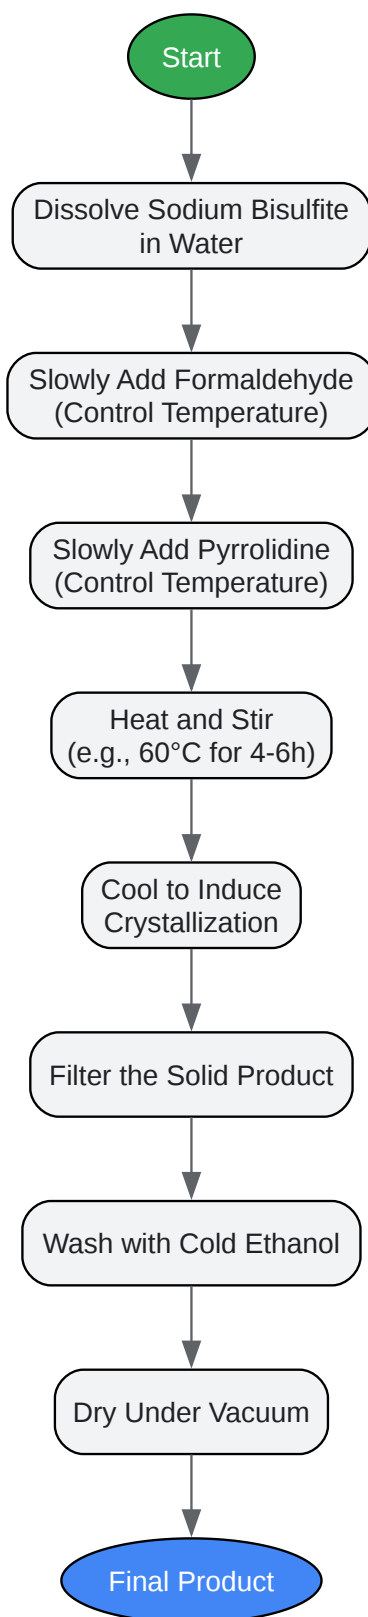 Start
Dissolve Sodium Bisulfite
in Water
Slowly Add Formaldehyde
(Control Temperature)
Slowly Add Pyrrolidine
(Control Temperature)
Heat and Stir
(e.g., 60°C for 4-6h)
Cool to Induce
Crystallization
Filter the Solid Product
Wash with Cold Ethanol
Dry Under Vacuum
Final Product